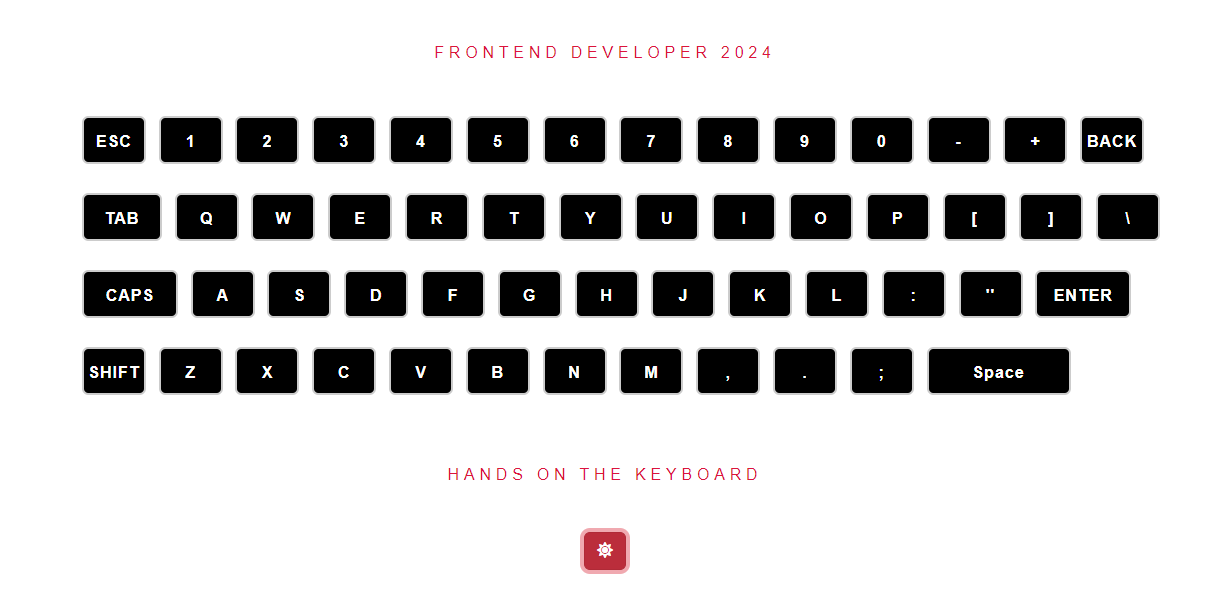 FRONTEND DEVELOPER 2024
ESC 1 2 3 4 5 6 7 8 9 0 - + BACK
TAB Q W E R T Y U I O P [ ] \
CAPS A S D F G H J K L : " ENTER
SHIFT Z X C V B N M , . ; Space
HANDS ON THE KEYBOARD